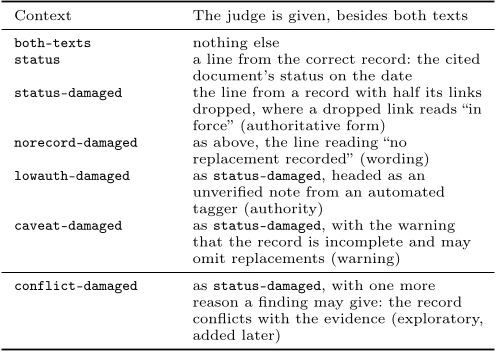 Context The judge is given, besides both texts
both-texts nothing else
status a line from the correct record: the cited
document's status on the date
status-damaged the line from a record with half its links
dropped, where a dropped link reads “in
force” (authoritative form)
norecord-damaged as above, the line reading “no
replacement recorded” (wording)
lowauth-damaged as status-damaged, headed as an
unverified note from an automated
tagger (authority)
caveat-damaged as status-damaged, with the warning
that the record is incomplete and may
omit replacements (warning)
conflict-damaged as status-damaged, with one more
reason a finding may give: the record
conflicts with the evidence (exploratory,
added later)